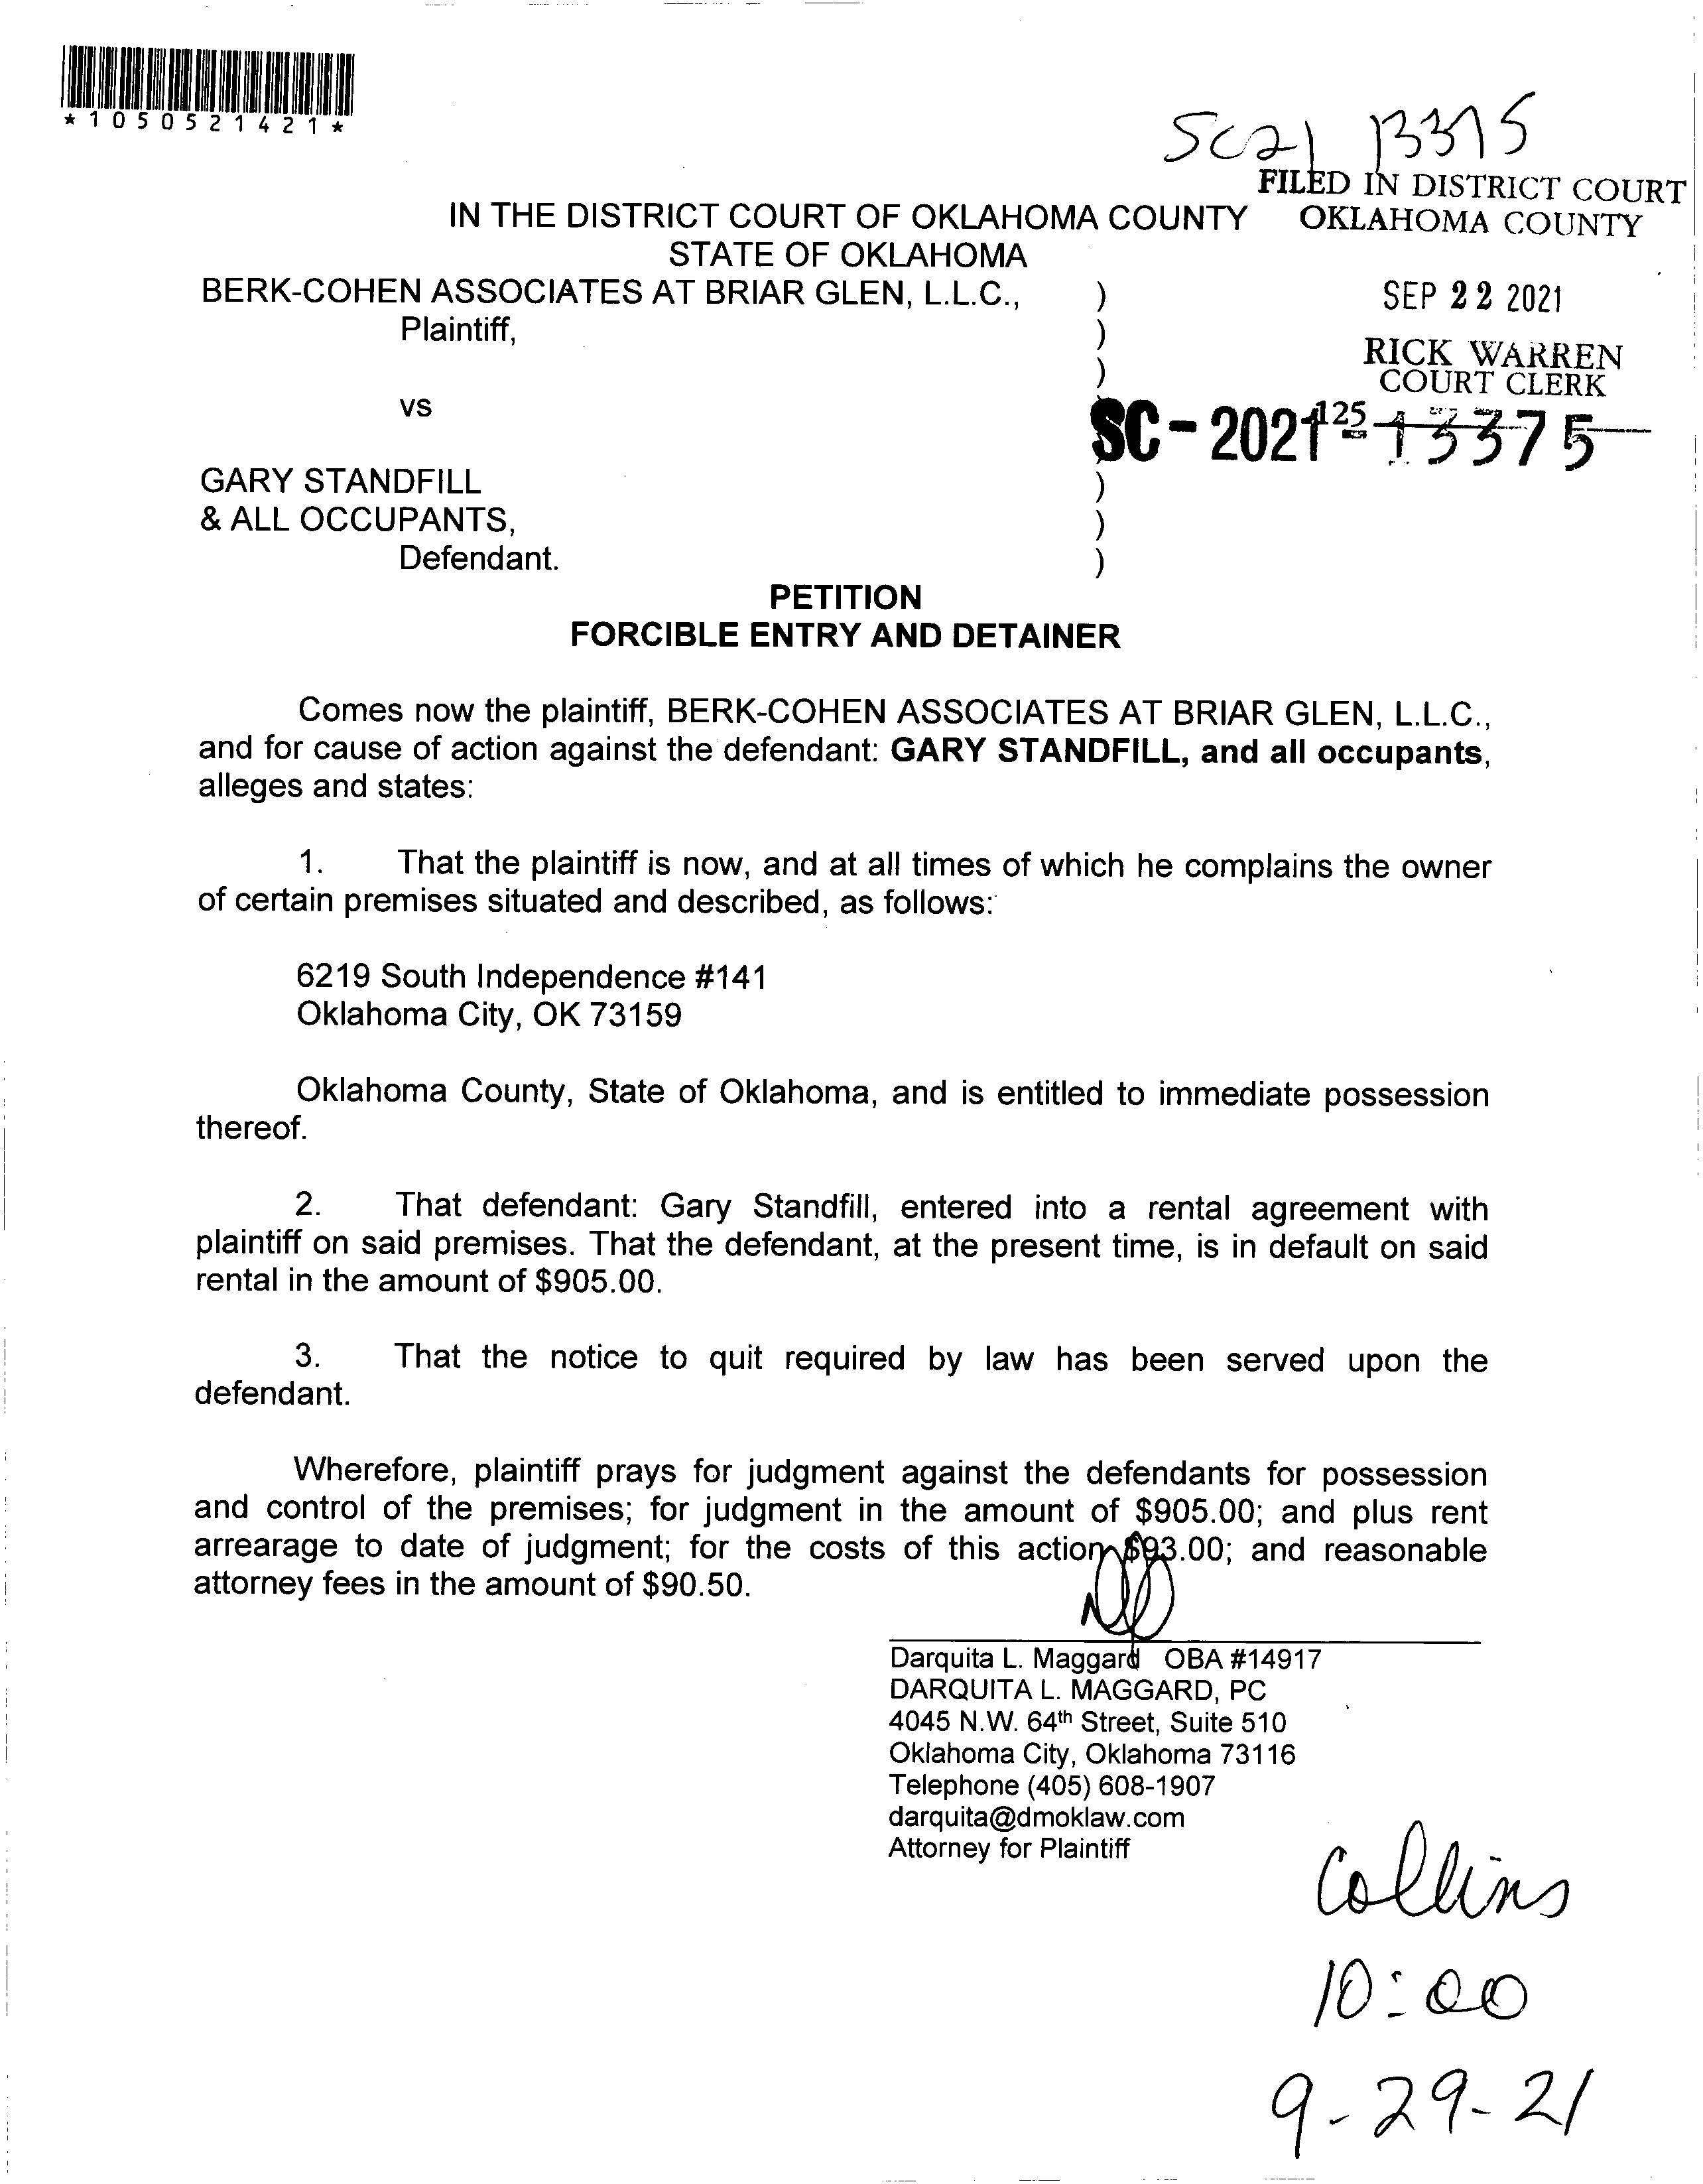 *1050521421*
SC21 13375
FILED IN DISTRICT COURT
OKLAHOMA COUNTY
IN THE DISTRICT COURT OF OKLAHOMA COUNTY
STATE OF OKLAHOMA
BERK-COHEN ASSOCIATES AT BRIAR GLEN, L.L.C., )
Plaintiff, )
)
SEP 22 2021
RICK WARREN
COURT CLERK
vs
125
SC-2021-13375
GARY STANDFILL )
& ALL OCCUPANTS, )
Defendant. )
PETITION
FORCIBLE ENTRY AND DETAINER
Comes now the plaintiff, BERK-COHEN ASSOCIATES AT BRIAR GLEN, L.L.C.,
and for cause of action against the defendant: GARY STANDFILL, and all occupants,
alleges and states:
1. That the plaintiff is now, and at all times of which he complains the owner
of certain premises situated and described, as follows:
6219 South Independence #141
Oklahoma City, OK 73159
Oklahoma County, State of Oklahoma, and is entitled to immediate possession
thereof.
2. That defendant: Gary Standfill, entered into a rental agreement with
plaintiff on said premises. That the defendant, at the present time, is in default on said
rental in the amount of $905.00.
3. That the notice to quit required by law has been served upon the
defendant.
Wherefore, plaintiff prays for judgment against the defendants for possession
and control of the premises; for judgment in the amount of $905.00; and plus rent
arrearage to date of judgment; for the costs of this action $93.00; and reasonable
attorney fees in the amount of $90.50.
Darquita L. Maggard OBA #14917
DARQUITA L. MAGGARD, PC
4045 N.W. 64th Street, Suite 510
Oklahoma City, Oklahoma 73116
Telephone (405) 608-1907
darquita@dmoklaw.com
Attorney for Plaintiff
Collins
10:00
9-29-21